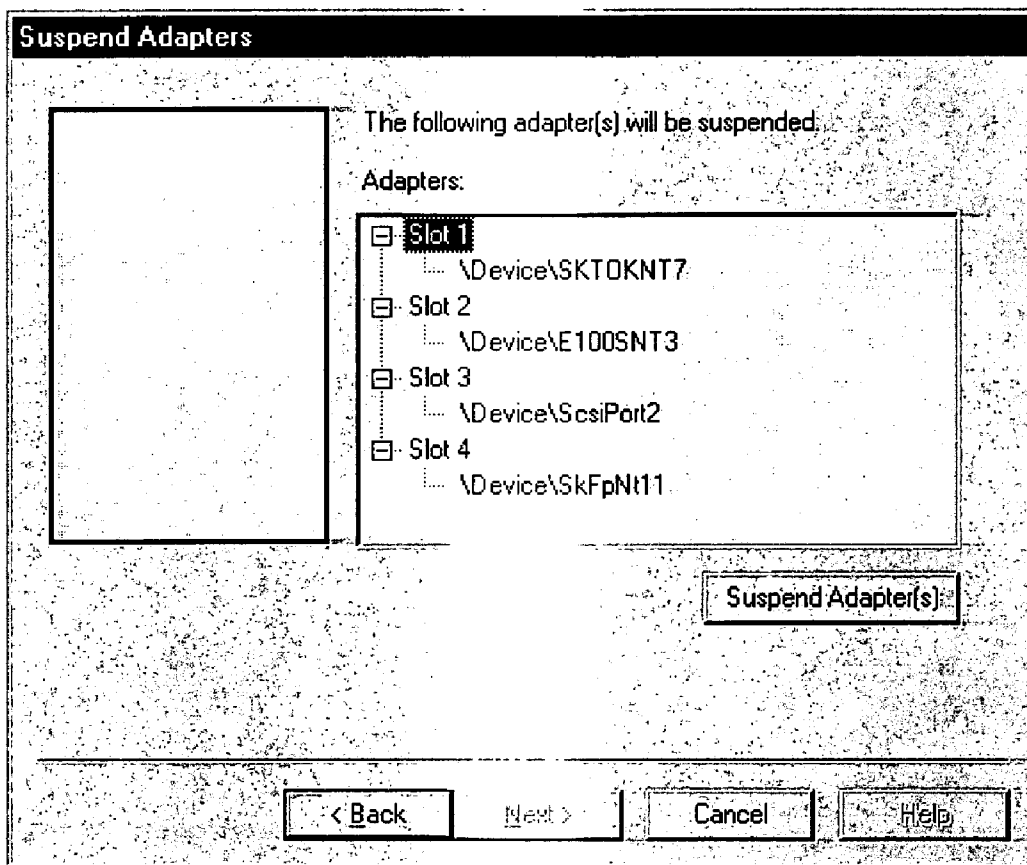 Suspend Adapters
The following adapter(s) will be suspended.
Adapters:
Slot 1
\Device\SKTOKNT7
Slot 2
\Device\E100SNT3
Slot 3
\Device\ScsiPort2
Slot 4
\Device\SkFpNt11
Suspend Adapter(s)
< Back Next > Cancel Help